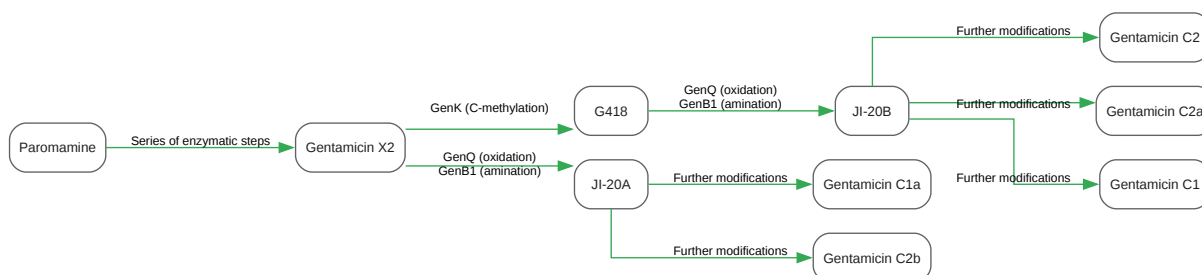 Paromamine
Series of enzymatic steps
Gentamicin X2
GenK (C-methylation)
G418
GenQ (oxidation)
GenB1 (amination)
JI-20B
Further modifications
Gentamicin C2
Further modifications
Gentamicin C2a
Further modifications
Gentamicin C1
GenQ (oxidation)
GenB1 (amination)
JI-20A
Further modifications
Gentamicin C1a
Further modifications
Gentamicin C2b